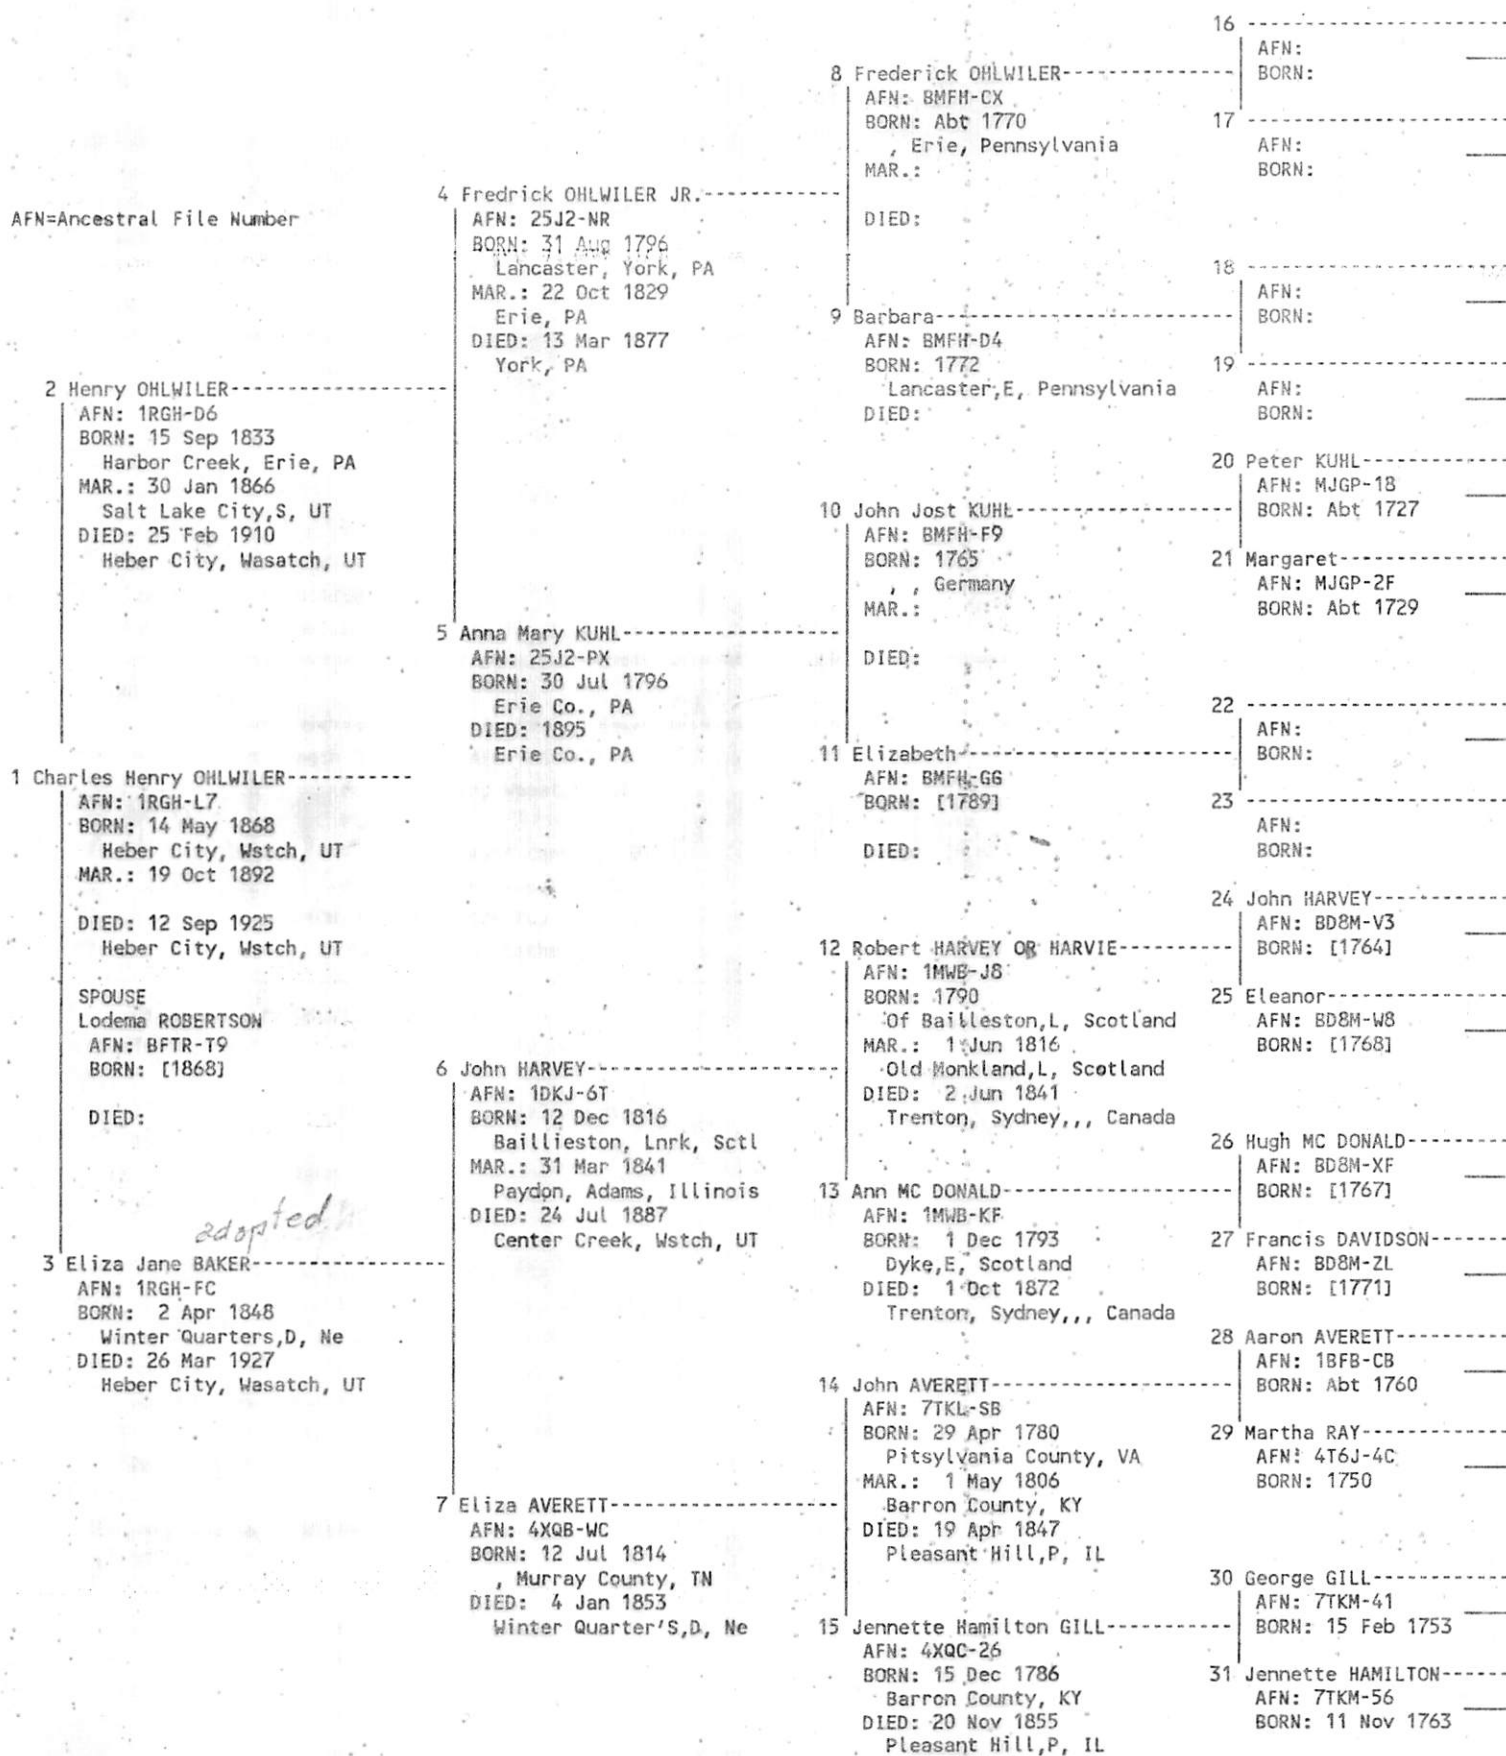 AFN=Ancestral File Number
1 Charles Henry OHLWILER
AFN: 1RGH-L7
BORN: 14 May 1868
Heber City, Wstch, UT
MAR.: 19 Oct 1892
DIED: 12 Sep 1925
Heber City, Wstch, UT
SPOUSE
Lodema ROBERTSON
AFN: BFTR-T9
BORN: [1868]
DIED:
2 Henry OHLWILER
AFN: 1RGH-D6
BORN: 15 Sep 1833
Harbor Creek, Erie, PA
MAR.: 30 Jan 1866
Salt Lake City,S, UT
DIED: 25 Feb 1910
Heber City, Wasatch, UT
adopted
3 Eliza Jane BAKER
AFN: 1RGH-FC
BORN: 2 Apr 1848
Winter Quarters,D, Ne
DIED: 26 Mar 1927
Heber City, Wasatch, UT
4 Fredrick OHLWILER JR.
AFN: 25J2-NR
BORN: 31 Aug 1796
Lancaster, York, PA
MAR.: 22 Oct 1829
Erie, PA
DIED: 13 Mar 1877
York, PA
5 Anna Mary KUHL
AFN: 25J2-PX
BORN: 30 Jul 1796
Erie Co., PA
DIED: 1895
Erie Co., PA
6 John HARVEY
AFN: 1DKJ-6T
BORN: 12 Dec 1816
Baillieston, Lnrk, Sctl
MAR.: 31 Mar 1841
Paydon, Adams, Illinois
DIED: 24 Jul 1887
Center Creek, Wstch, UT
7 Eliza AVERETT
AFN: 4XQB-WC
BORN: 12 Jul 1814
, Murray County, TN
DIED: 4 Jan 1853
Winter Quarter'S,D, Ne
8 Frederick OHLWILER
AFN: BMFH-CX
BORN: Abt 1770
, Erie, Pennsylvania
MAR.:
DIED:
9 Barbara
AFN: BMFH-D4
BORN: 1772
Lancaster,E, Pennsylvania
DIED:
10 John Jost KUHL
AFN: BMFH-F9
BORN: 1765
, , Germany
MAR.:
DIED:
11 Elizabeth
AFN: BMFH-GG
BORN: [1789]
DIED:
12 Robert HARVEY OR HARVIE
AFN: 1MWB-J8
BORN: 1790
Of Bailleston,L, Scotland
MAR.: 1 Jun 1816
Old Monkland,L, Scotland
DIED: 2 Jun 1841
Trenton, Sydney,,, Canada
13 Ann MC DONALD
AFN: 1MWB-KF
BORN: 1 Dec 1793
Dyke,E, Scotland
DIED: 1 Oct 1872
Trenton, Sydney,,, Canada
14 John AVERETT
AFN: 7TKL-SB
BORN: 29 Apr 1780
Pitsylvania County, VA
MAR.: 1 May 1806
Barron County, KY
DIED: 19 Apr 1847
Pleasant Hill,P, IL
15 Jennette Hamilton GILL
AFN: 4XQC-26
BORN: 15 Dec 1786
Barron County, KY
DIED: 20 Nov 1855
Pleasant Hill,P, IL
16
AFN:
BORN:
17
AFN:
BORN:
18
AFN:
BORN:
19
AFN:
BORN:
20 Peter KUHL
AFN: MJGP-18
BORN: Abt 1727
21 Margaret
AFN: MJGP-2F
BORN: Abt 1729
22
AFN:
BORN:
23
AFN:
BORN:
24 John HARVEY
AFN: BD8M-V3
BORN: [1764]
25 Eleanor
AFN: BD8M-W8
BORN: [1768]
26 Hugh MC DONALD
AFN: BD8M-XF
BORN: [1767]
27 Francis DAVIDSON
AFN: BD8M-ZL
BORN: [1771]
28 Aaron AVERETT
AFN: 1BFB-CB
BORN: Abt 1760
29 Martha RAY
AFN: 4T6J-4C
BORN: 1750
30 George GILL
AFN: 7TKM-41
BORN: 15 Feb 1753
31 Jennette HAMILTON
AFN: 7TKM-56
BORN: 11 Nov 1763